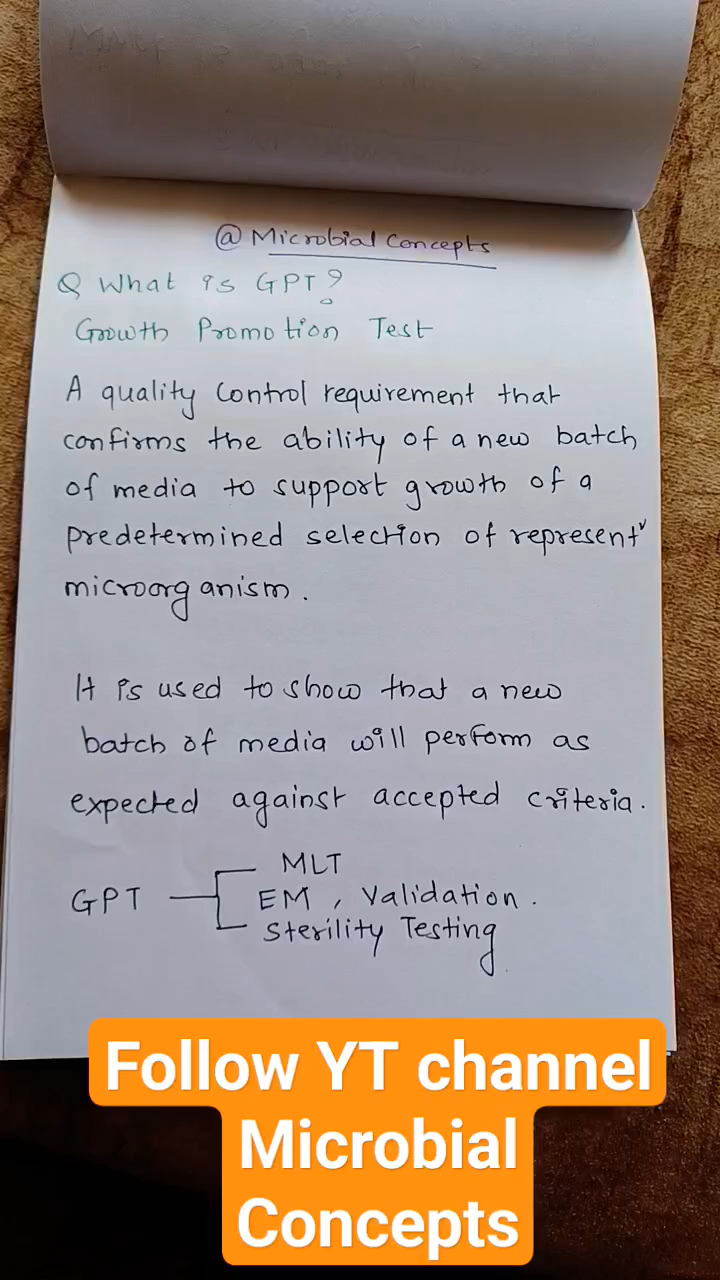 @ Microbial Concepts
Q What is GPT?
Growth Promotion Test
A quality control requirement that
confirms the ability of a new batch
of media to support growth of a
predetermined selection of represent
microorganism.
It is used to show that a new
batch of media will perform as
expected against accepted criteria.
MLT
GPT EM, Validation.
Sterility Testing
Follow YT channel
Microbial
Concepts